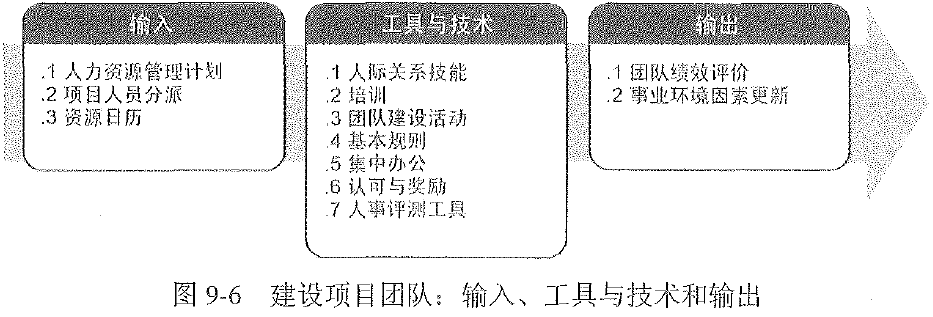 输入
.1 人力资源管理计划
.2 项目人员分派
.3 资源日历
工具与技术
.1 人际关系技能
.2 培训
.3 团队建设活动
.4 基本规则
.5 集中办公
.6 认可与奖励
.7 人事评测工具
输出
.1 团队绩效评价
.2 事业环境因素更新
图 9-6 建设项目团队：输入、工具与技术和输出